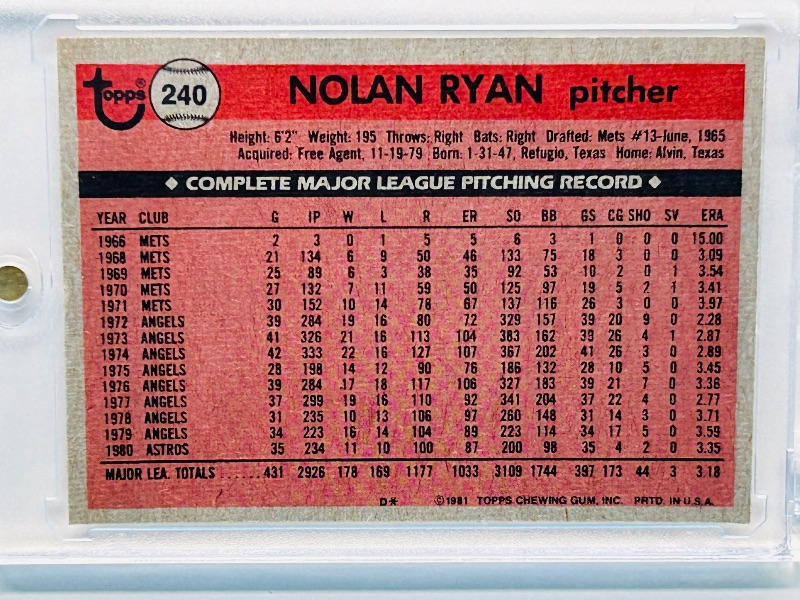 topps® 240 NOLAN RYAN pitcher
Height: 6'2" Weight: 195 Throws: Right Bats: Right Drafted: Mets #13-June, 1965
Acquired: Free Agent, 11-19-79 Born: 1-31-47, Refugio, Texas Home: Alvin, Texas
◆ COMPLETE MAJOR LEAGUE PITCHING RECORD ◆
YEAR CLUB G IP W L R ER SO BB GS CG SHO SV ERA
1966 METS 2 3 0 1 5 5 6 3 1 0 0 0 15.00
1968 METS 21 134 6 9 50 46 133 75 18 3 0 0 3.09
1969 METS 25 89 6 3 38 35 92 53 10 2 0 1 3.54
1970 METS 27 132 7 11 59 50 125 97 19 5 2 1 3.41
1971 METS 30 152 10 14 78 67 137 116 26 3 0 0 3.97
1972 ANGELS 39 284 19 16 80 72 329 157 39 20 9 0 2.28
1973 ANGELS 41 326 21 16 113 104 383 162 39 26 4 1 2.87
1974 ANGELS 42 333 22 16 127 107 367 202 41 26 3 0 2.89
1975 ANGELS 28 198 14 12 90 76 186 132 28 10 5 0 3.45
1976 ANGELS 39 284 17 18 117 106 327 183 39 21 7 0 3.36
1977 ANGELS 37 299 19 16 110 92 341 204 37 22 4 0 2.77
1978 ANGELS 31 235 10 13 106 97 260 148 31 14 3 0 3.71
1979 ANGELS 34 223 16 14 104 89 223 114 34 17 5 0 3.59
1980 ASTROS 35 234 11 10 100 87 200 98 35 4 2 0 3.35
MAJOR LEA. TOTALS ...... 431 2926 178 169 1177 1033 3109 1744 397 173 44 3 3.18
D* ©1981 TOPPS CHEWING GUM, INC. PRTD. IN U.S.A.